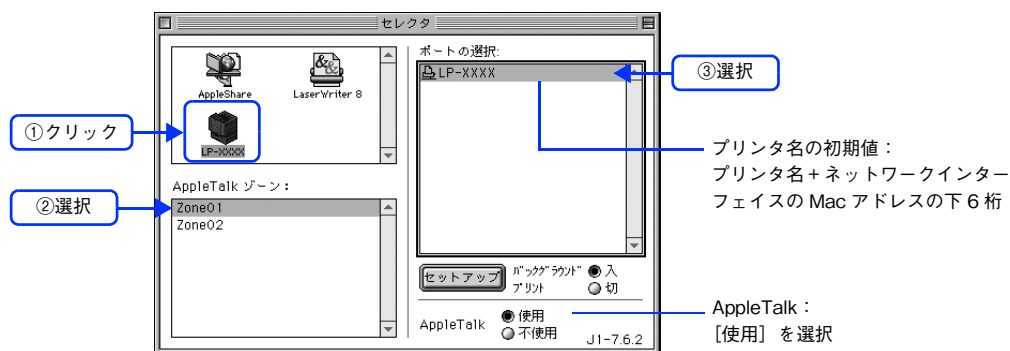 セレクタ
AppleShare
LaserWriter 8
LP-XXXX
①クリック
AppleTalk ゾーン：
②選択
Zone01
Zone02
ポートの選択:
LP-XXXX
③選択
プリンタ名の初期値：
プリンタ名+ネットワークインター
フェイスの Mac アドレスの下 6 桁
セットアップ
バックグラウンド
プリント
入
切
AppleTalk
使用
不使用
J1-7.6.2
AppleTalk：
［使用］を選択